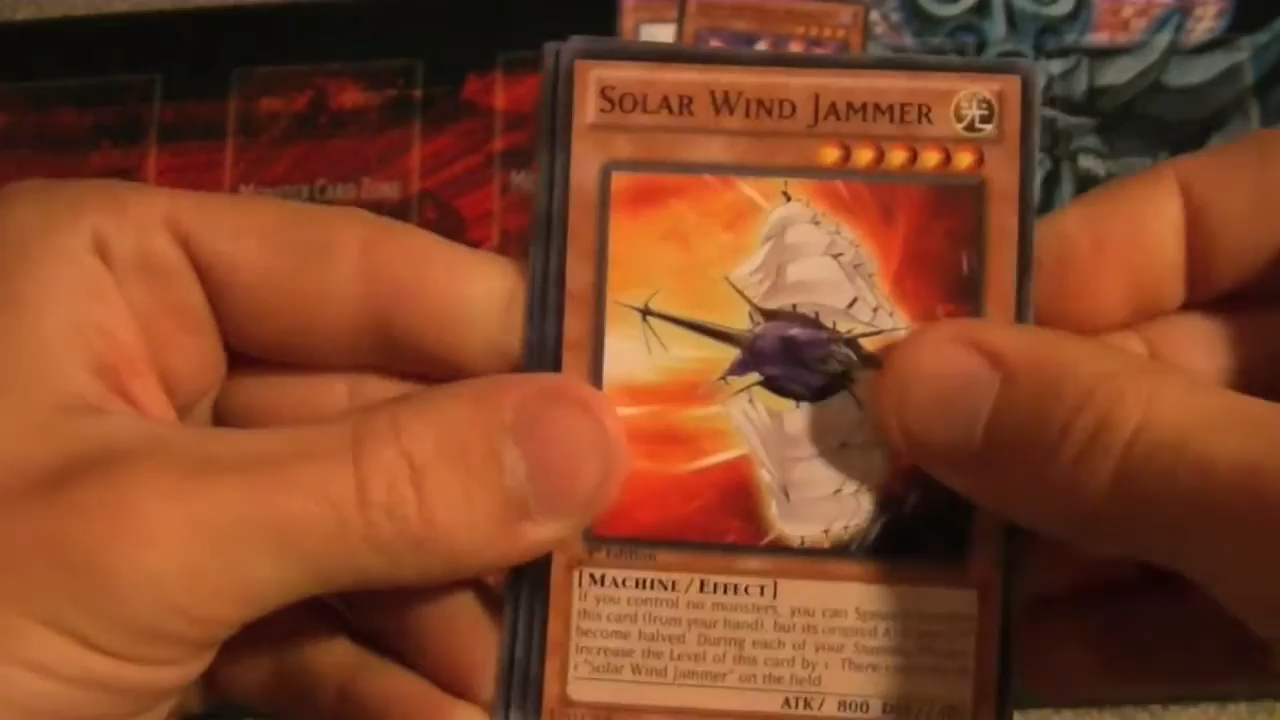 SOLAR WIND JAMMER
光
MONSTER CARD ZONE
1st Edition
[MACHINE/EFFECT]
If you control no monsters, you can
this card (from your hand), but its original
become halved. During each of your
increase the Level of this card by 1. There
1 "Solar Wind Jammer" on the field
ATK/ 800